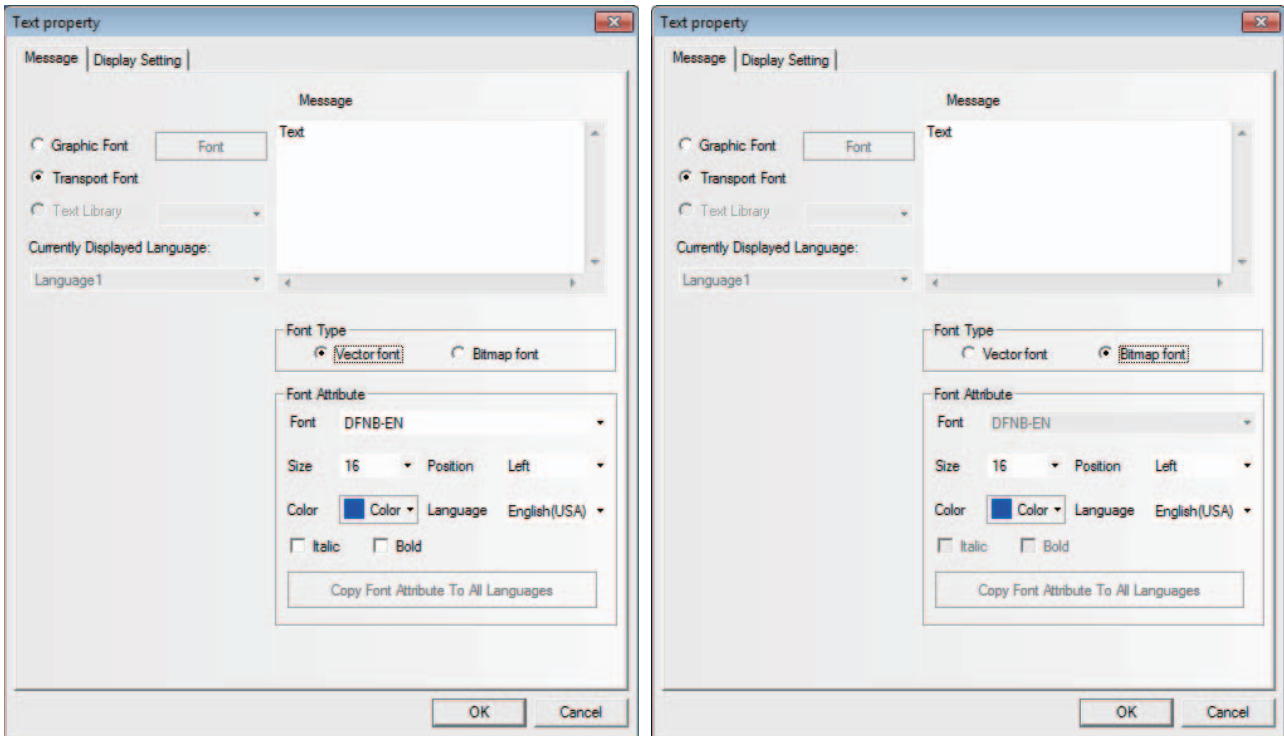 Text property
Message Display Setting
Message
Text
Graphic Font Font
Transport Font
Text Library
Currently Displayed Language:
Language1
Font Type
Vector font Bitmap font
Font Attribute
Font DFNB-EN
Size 16 Position Left
Color Color Language English(USA)
Italic Bold
Copy Font Attribute To All Languages
OK Cancel
Text property
Message Display Setting
Message
Text
Graphic Font Font
Transport Font
Text Library
Currently Displayed Language:
Language1
Font Type
Vector font Bitmap font
Font Attribute
Font DFNB-EN
Size 16 Position Left
Color Color Language English(USA)
Italic Bold
Copy Font Attribute To All Languages
OK Cancel